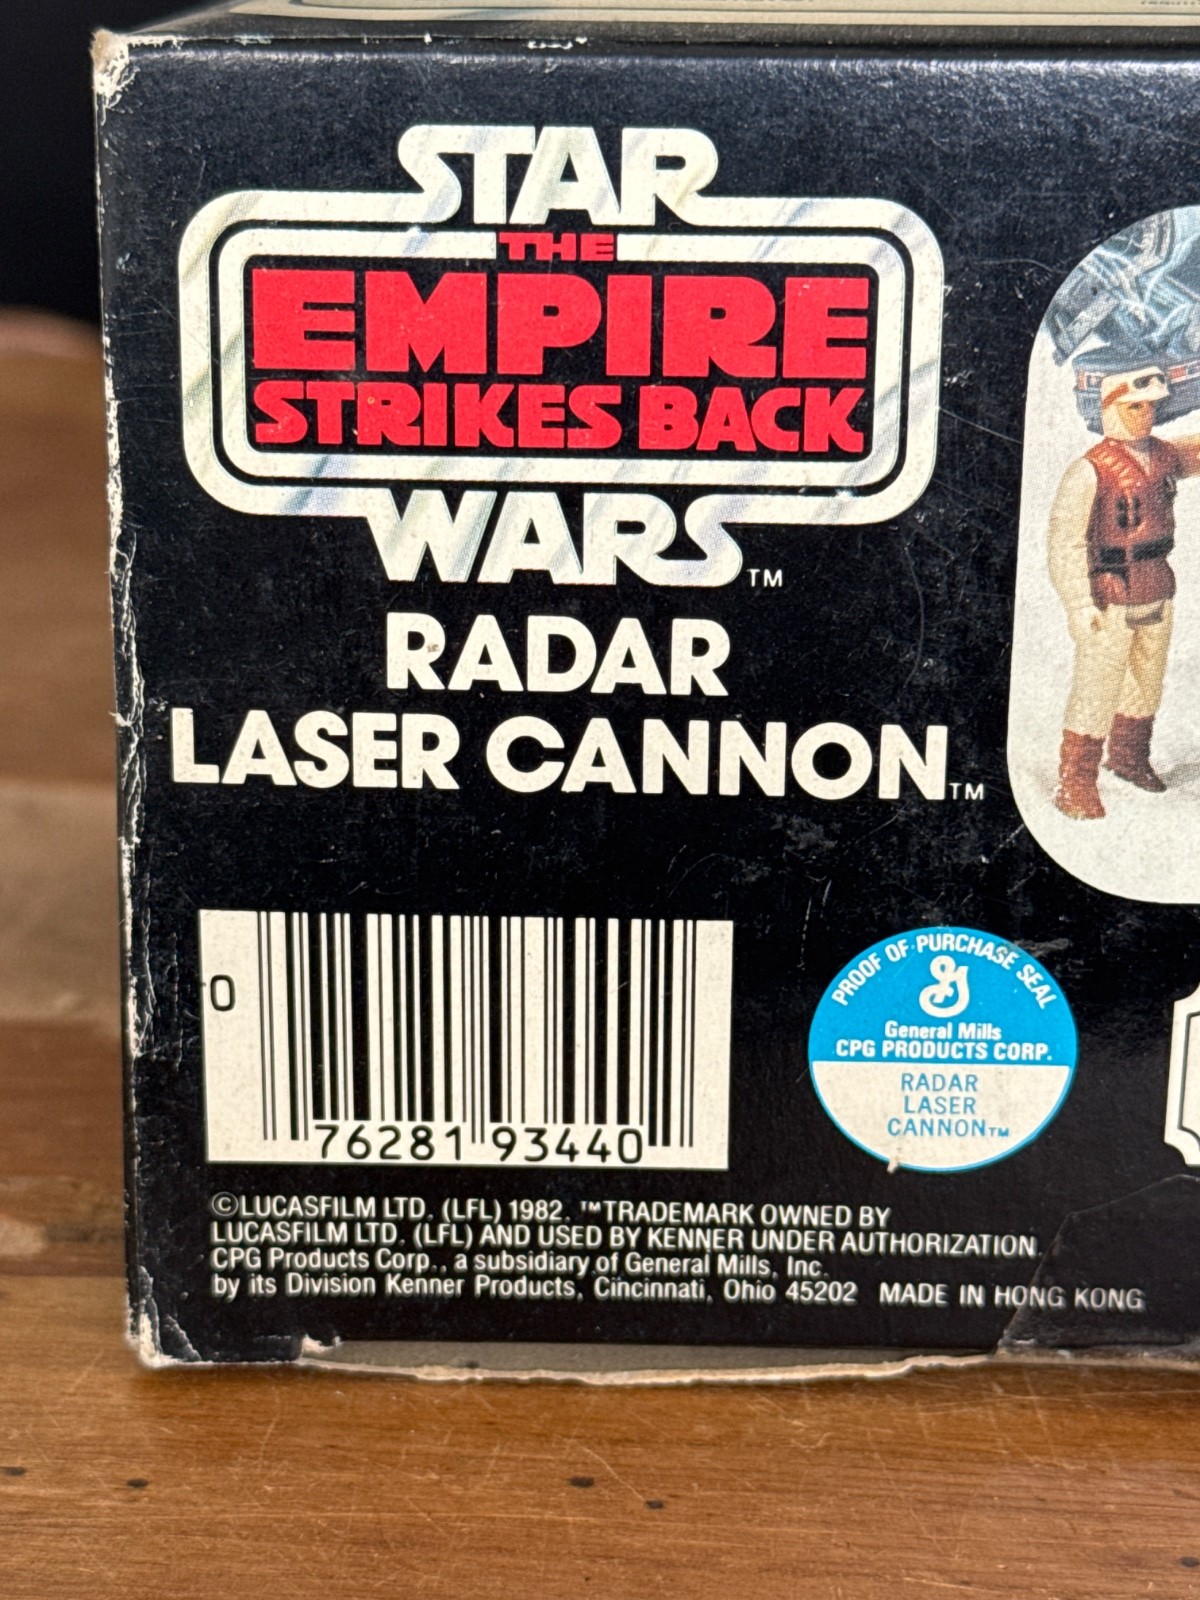 STAR
THE
EMPIRE
STRIKES BACK
WARS™
RADAR
LASER CANNON™
0
76281 93440
PROOF OF PURCHASE SEAL
G
General Mills
CPG PRODUCTS CORP.
RADAR
LASER
CANNON™
©LUCASFILM LTD. (LFL) 1982. ™TRADEMARK OWNED BY
LUCASFILM LTD. (LFL) AND USED BY KENNER UNDER AUTHORIZATION.
CPG Products Corp., a subsidiary of General Mills, Inc.
by its Division Kenner Products, Cincinnati, Ohio 45202 MADE IN HONG KONG